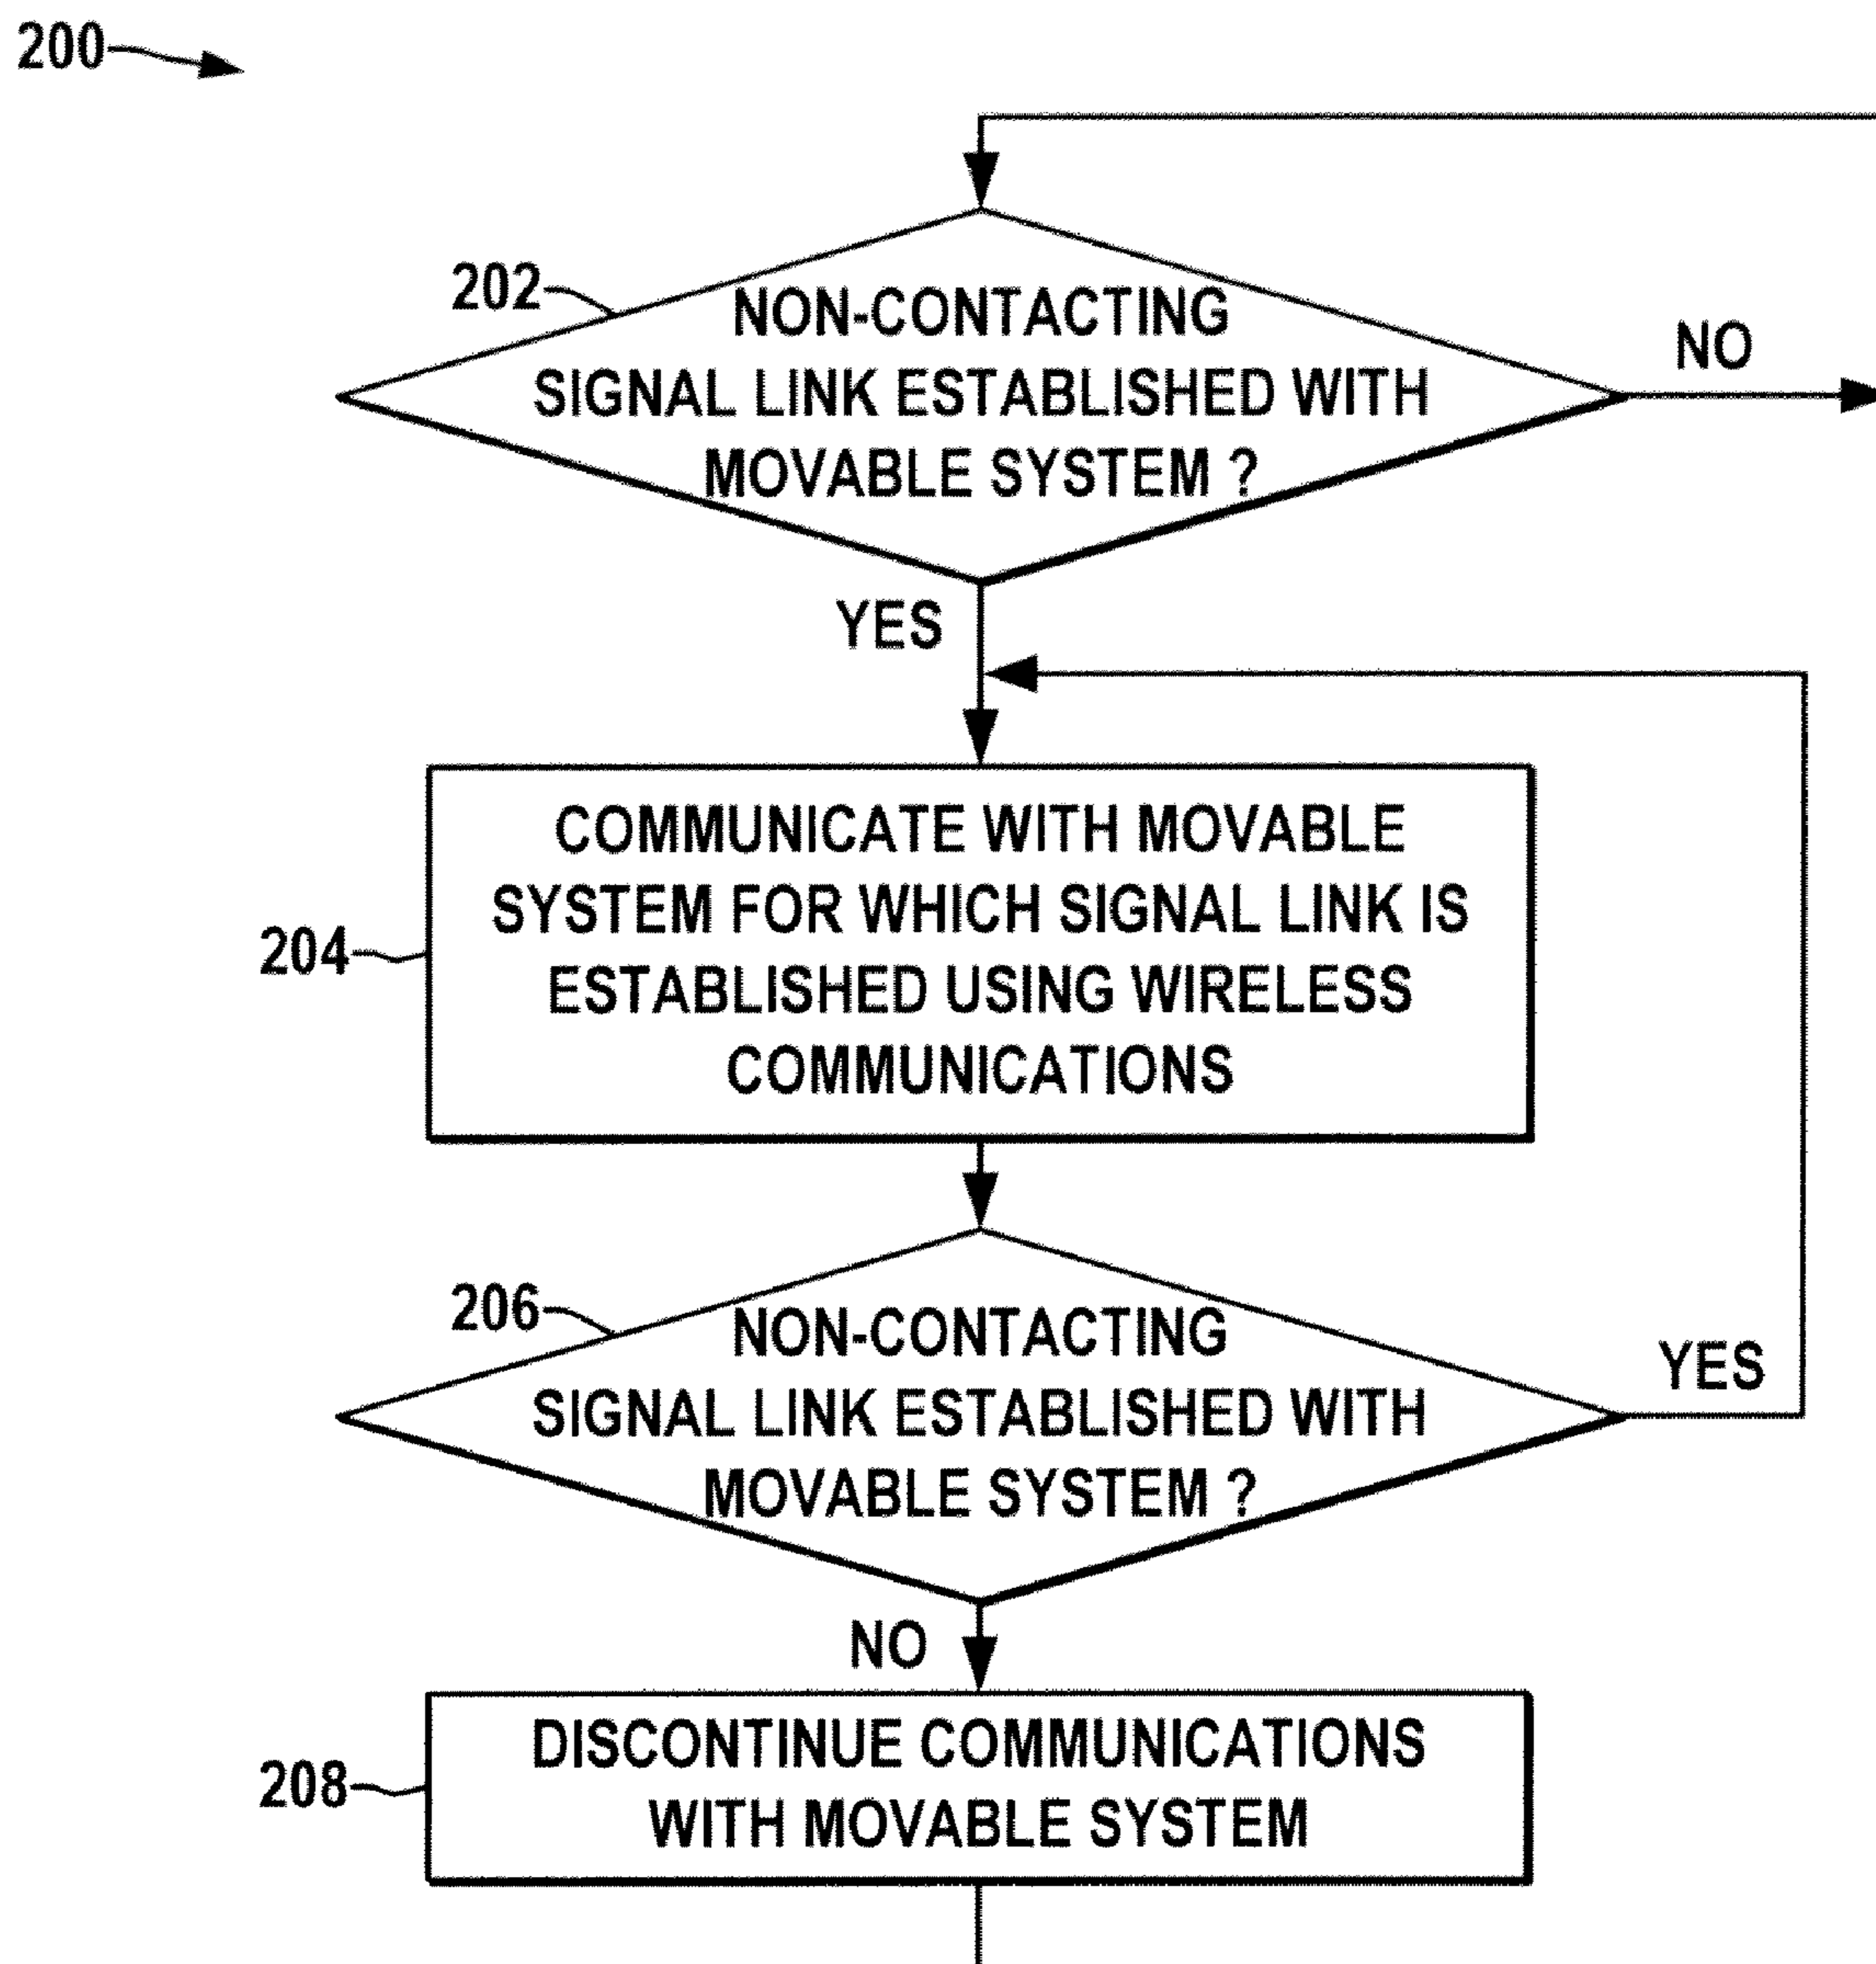 200
202
NON-CONTACTING
SIGNAL LINK ESTABLISHED WITH
MOVABLE SYSTEM ?
NO
YES
COMMUNICATE WITH MOVABLE
SYSTEM FOR WHICH SIGNAL LINK IS
ESTABLISHED USING WIRELESS
COMMUNICATIONS
204
206
NON-CONTACTING
SIGNAL LINK ESTABLISHED WITH
MOVABLE SYSTEM ?
YES
NO
DISCONTINUE COMMUNICATIONS
WITH MOVABLE SYSTEM
208